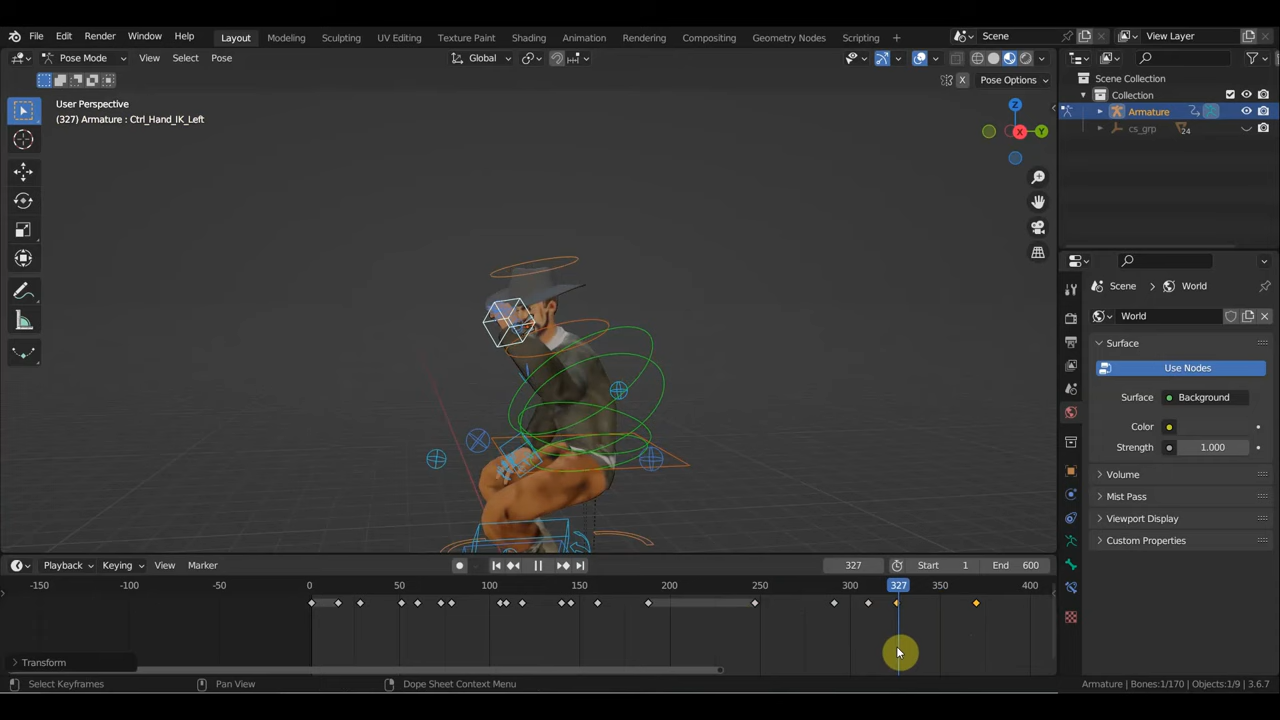 File Edit Render Window Help Layout Modeling Sculpting UV Editing Texture Paint Shading Animation Rendering Compositing Geometry Nodes Scripting + Scene View Layer
Pose Mode View Select Pose Global Scene Collection
X Pose Options Collection
User Perspective Armature
(327) Armature : Ctrl_Hand_IK_Left cs_grp 24
Z
X Y
Scene World
World
Surface
Use Nodes
Surface Background
Color
Strength 1.000
Volume
Mist Pass
Viewport Display
Custom Properties
Playback Keying View Marker 327 Start 1 End 600
-150 -100 -50 0 50 100 150 200 250 300 327 350 400
Transform
Select Keyframes Pan View Dope Sheet Context Menu Armature | Bones:1/170 | Objects:1/9 | 3.6.7